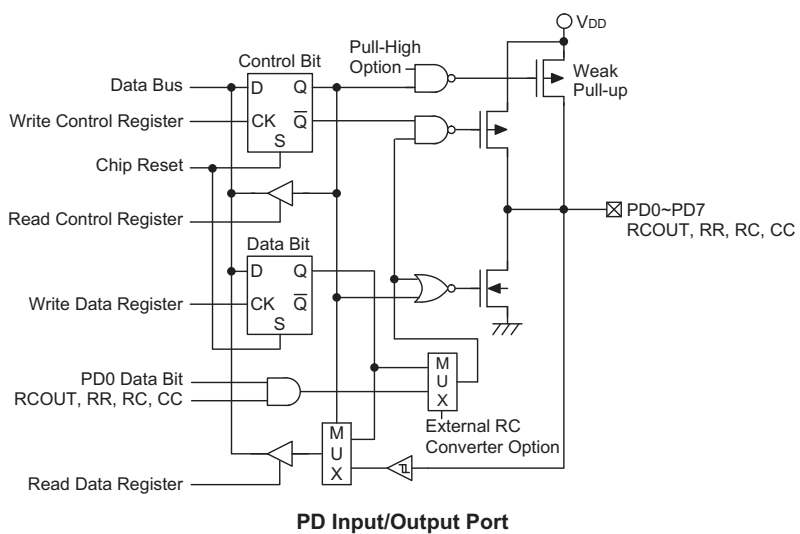 VDD
Pull-High
Option
Weak
Pull-up
Control Bit
Data Bus
D
Q
Write Control Register
CK
Q̅
S
Chip Reset
Read Control Register
PD0~PD7
RCOUT, RR, RC, CC
Data Bit
D
Q
Write Data Register
CK
Q̅
S
PD0 Data Bit
RCOUT, RR, RC, CC
M
U
X
External RC
Converter Option
M
U
X
Read Data Register
PD Input/Output Port